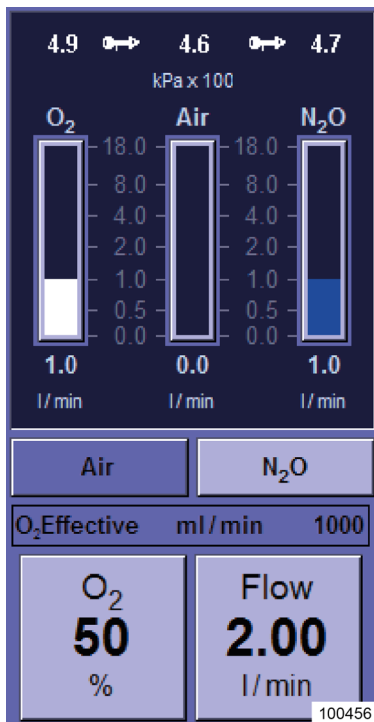 4.9 4.6 4.7
kPa x 100
O₂ Air N₂O
18.0 18.0
8.0 8.0
4.0 4.0
2.0 2.0
1.0 1.0
0.5 0.5
0.0 0.0
1.0 0.0 1.0
l/min l/min l/min
Air N₂O
O₂Effective ml/min 1000
O₂ Flow
50 2.00
% l/min
100456